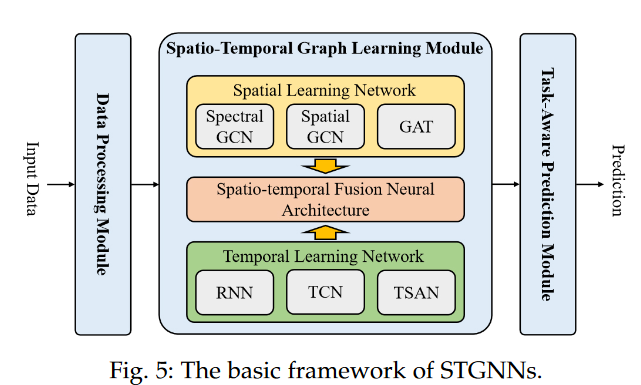 Input Data
Data Processing Module
Spatio-Temporal Graph Learning Module
Spatial Learning Network
Spectral
GCN
Spatial
GCN
GAT
Spatio-temporal Fusion Neural
Architecture
Temporal Learning Network
RNN
TCN
TSAN
Task-Aware Prediction Module
Prediction
Fig. 5: The basic framework of STGNNs.